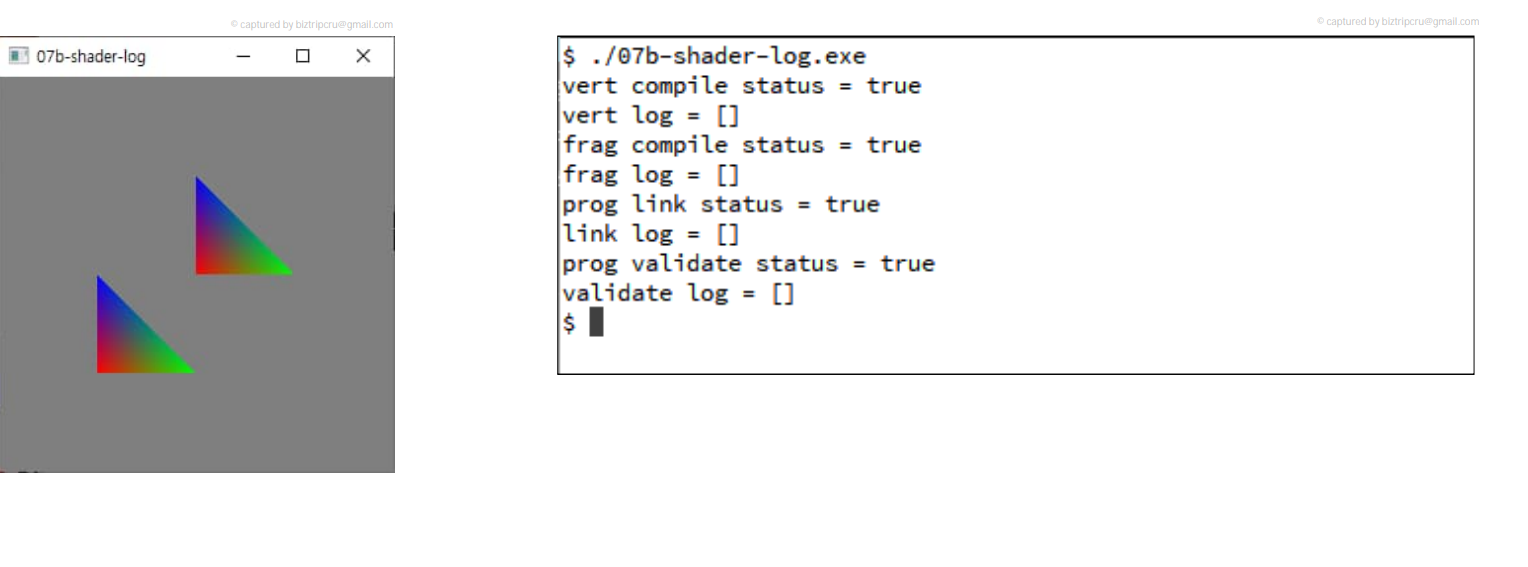 © captured by biztripcru@gmail.com
07b-shader-log
© captured by biztripcru@gmail.com
$ ./07b-shader-log.exe
vert compile status = true
vert log = []
frag compile status = true
frag log = []
prog link status = true
link log = []
prog validate status = true
validate log = []
$